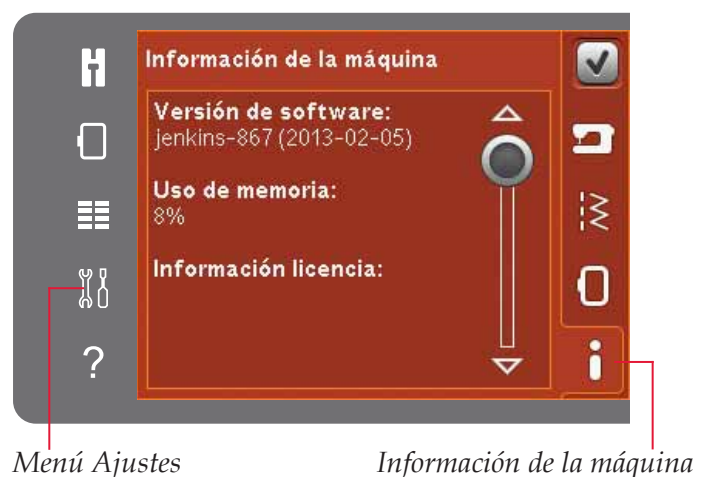 Información de la máquina
Versión de software:
jenkins-867 (2013-02-05)
Uso de memoria:
8%
Información licencia:
?
i
Menú Ajustes
Información de la máquina